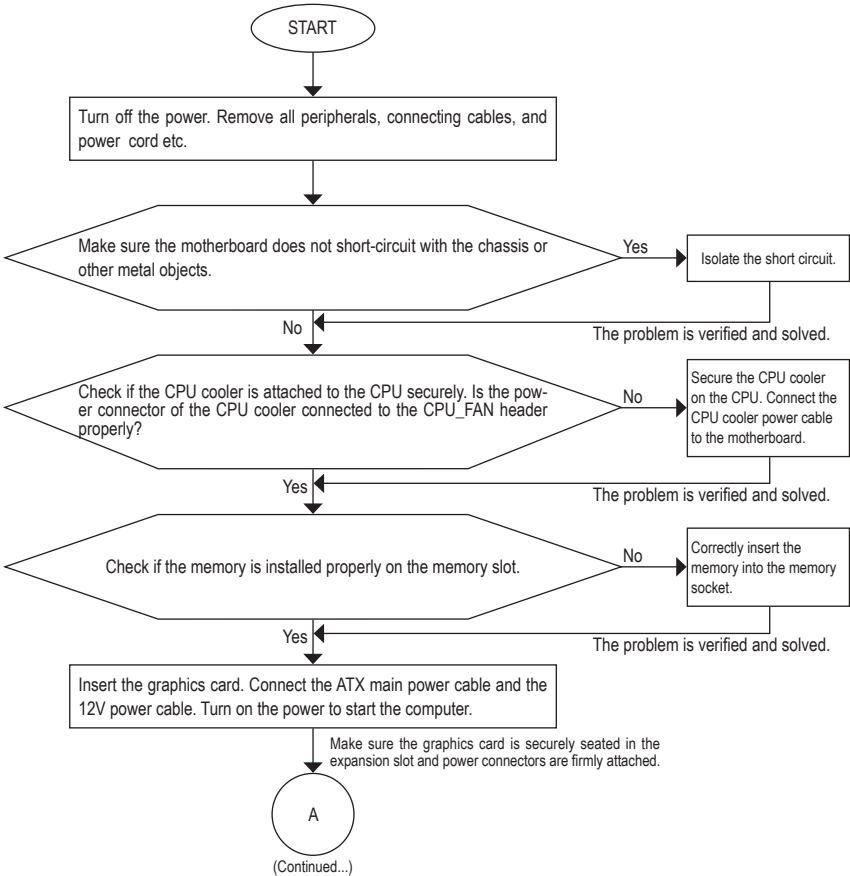 START
Turn off the power. Remove all peripherals, connecting cables, and
power cord etc.
Make sure the motherboard does not short-circuit with the chassis or
other metal objects.
Yes
Isolate the short circuit.
No
The problem is verified and solved.
Check if the CPU cooler is attached to the CPU securely. Is the pow-
er connector of the CPU cooler connected to the CPU_FAN header
properly?
No
Secure the CPU cooler
on the CPU. Connect the
CPU cooler power cable
to the motherboard.
Yes
The problem is verified and solved.
Check if the memory is installed properly on the memory slot.
No
Correctly insert the
memory into the memory
socket.
Yes
The problem is verified and solved.
Insert the graphics card. Connect the ATX main power cable and the
12V power cable. Turn on the power to start the computer.
Make sure the graphics card is securely seated in the
expansion slot and power connectors are firmly attached.
A
(Continued...)